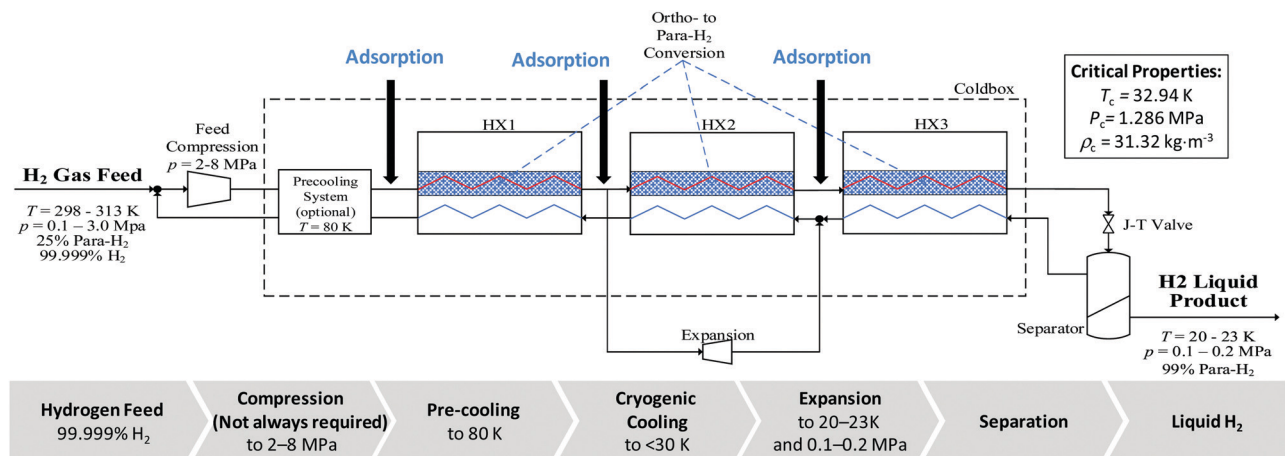 Ortho- to
Para-H₂
Conversion
Adsorption
Adsorption
Adsorption
Critical Properties:
T_c = 32.94 K
P_c= 1.286 MPa
ρ_c = 31.32 kg·m⁻³
Coldbox
Feed
Compression
p = 2-8 MPa
HX1
HX2
HX3
H₂ Gas Feed
T = 298 - 313 K
p = 0.1 – 3.0 Mpa
25% Para-H₂
99.999% H₂
Precooling
System
(optional)
T = 80 K
J-T Valve
Expansion
Separator
H2 Liquid
Product
T = 20 - 23 K
p = 0.1 – 0.2 MPa
99% Para-H₂
Hydrogen Feed
99.999% H₂
Compression
(Not always required)
to 2–8 MPa
Pre-cooling
to 80 K
Cryogenic
Cooling
to <30 K
Expansion
to 20–23K
and 0.1–0.2 MPa
Separation
Liquid H₂